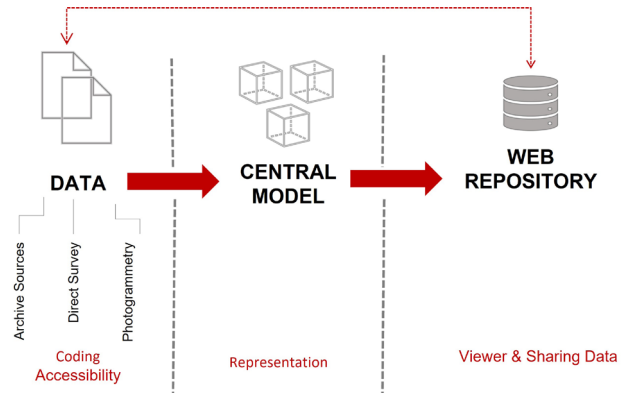 DATA
CENTRAL
MODEL
WEB
REPOSITORY
Archive Sources
Direct Survey
Photogrammetry
Coding
Accessibility
Representation
Viewer & Sharing Data